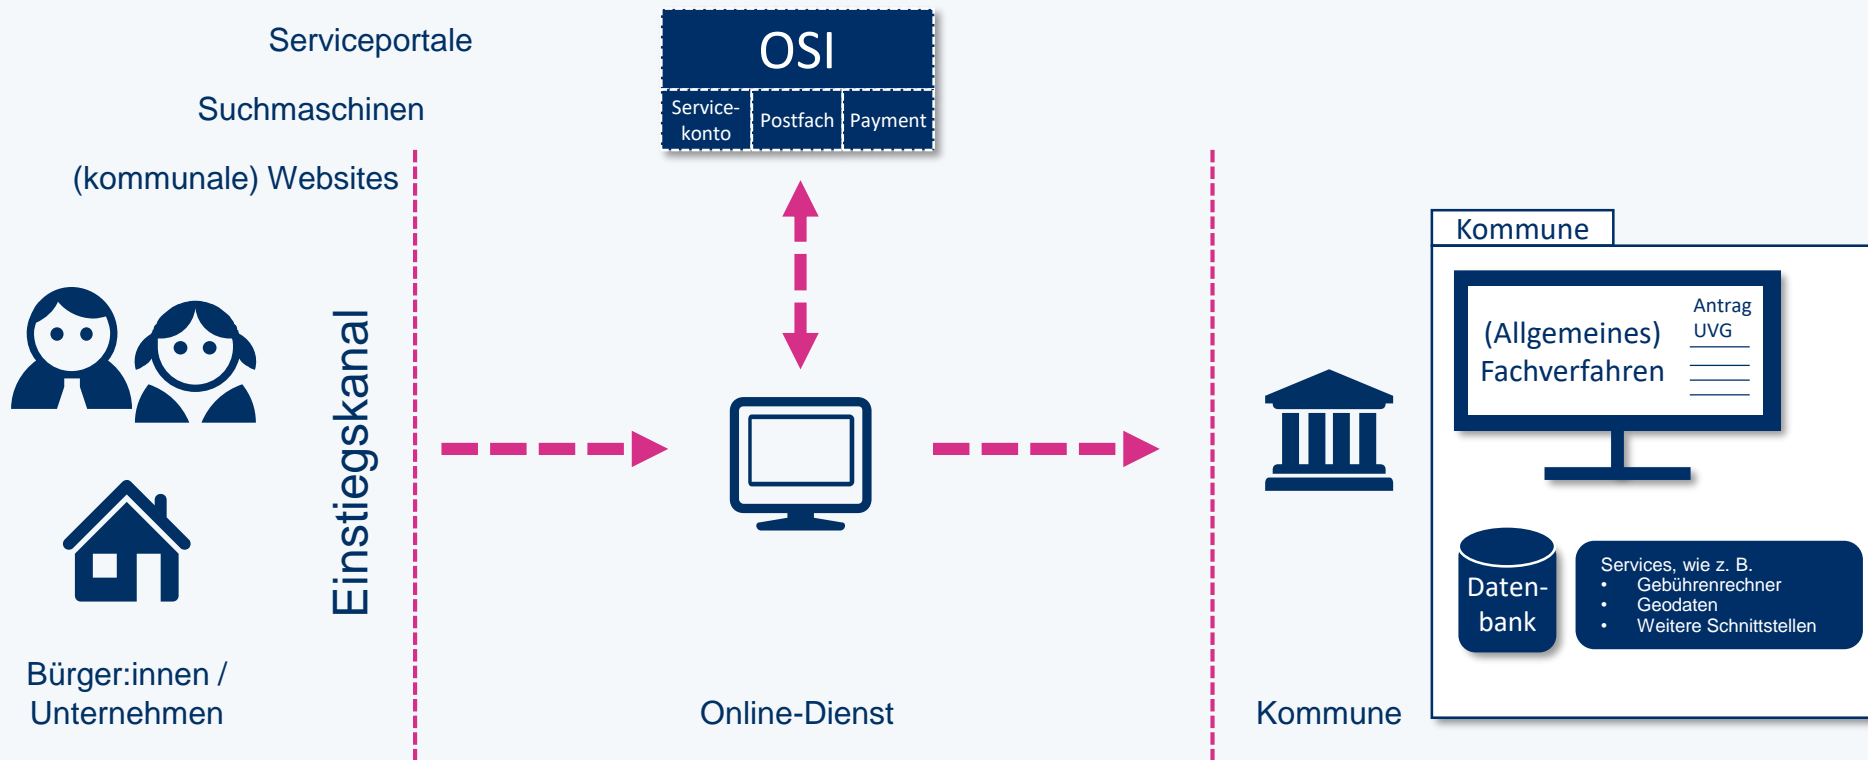 Serviceportale
Suchmaschinen
(kommunale) Websites
Einstiegskanal
Bürger:innen /
Unternehmen
OSI
Service-
konto
Postfach
Payment
Online-Dienst
Kommune
Kommune
(Allgemeines)
Fachverfahren
Antrag
UVG
Daten-
bank
Services, wie z. B.
• Gebührenrechner
• Geodaten
• Weitere Schnittstellen